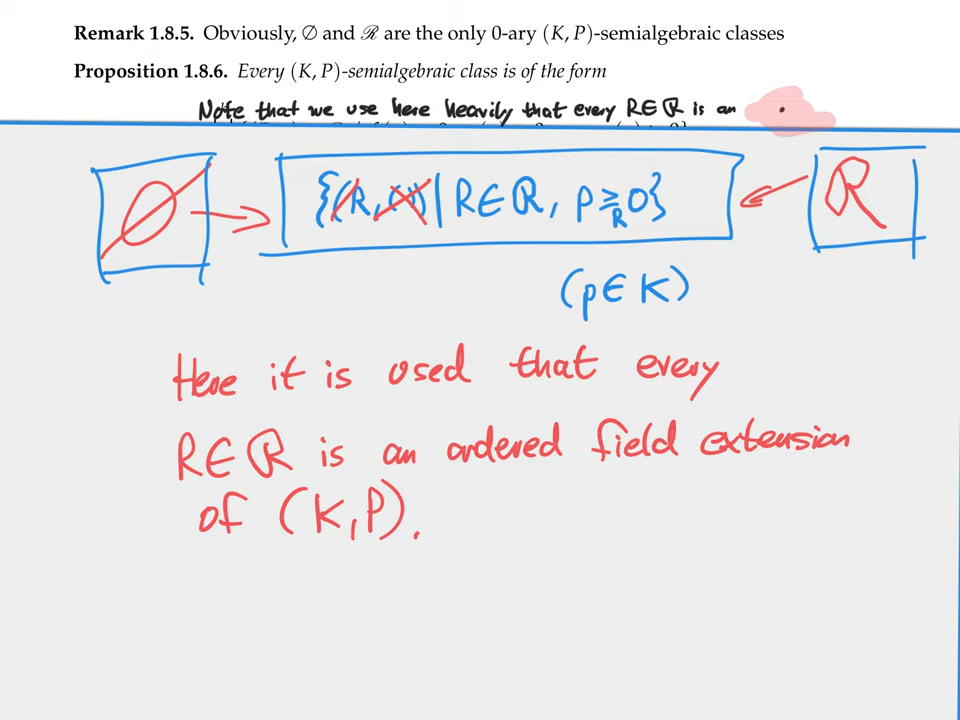 Remark 1.8.5. Obviously, ∅ and ℛ are the only 0-ary (K, P)-semialgebraic classes
Proposition 1.8.6. Every (K, P)-semialgebraic class is of the form
Note that we use here heavily that every R∈ℛ is an
∅ → {(R, ()) | R∈ℛ, p ≥_R 0} ← ℛ
(p∈K)
Here it is used that every
R∈ℛ is an ordered field extension
of (K,P).